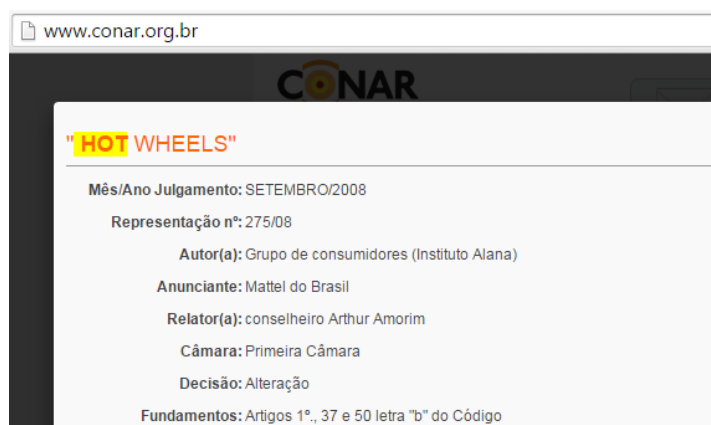 www.conar.org.br
CONAR
" HOT WHEELS"
Mês/Ano Julgamento: SETEMBRO/2008
Representação nº: 275/08
Autor(a): Grupo de consumidores (Instituto Alana)
Anunciante: Mattel do Brasil
Relator(a): conselheiro Arthur Amorim
Câmara: Primeira Câmara
Decisão: Alteração
Fundamentos: Artigos 1º., 37 e 50 letra "b" do Código